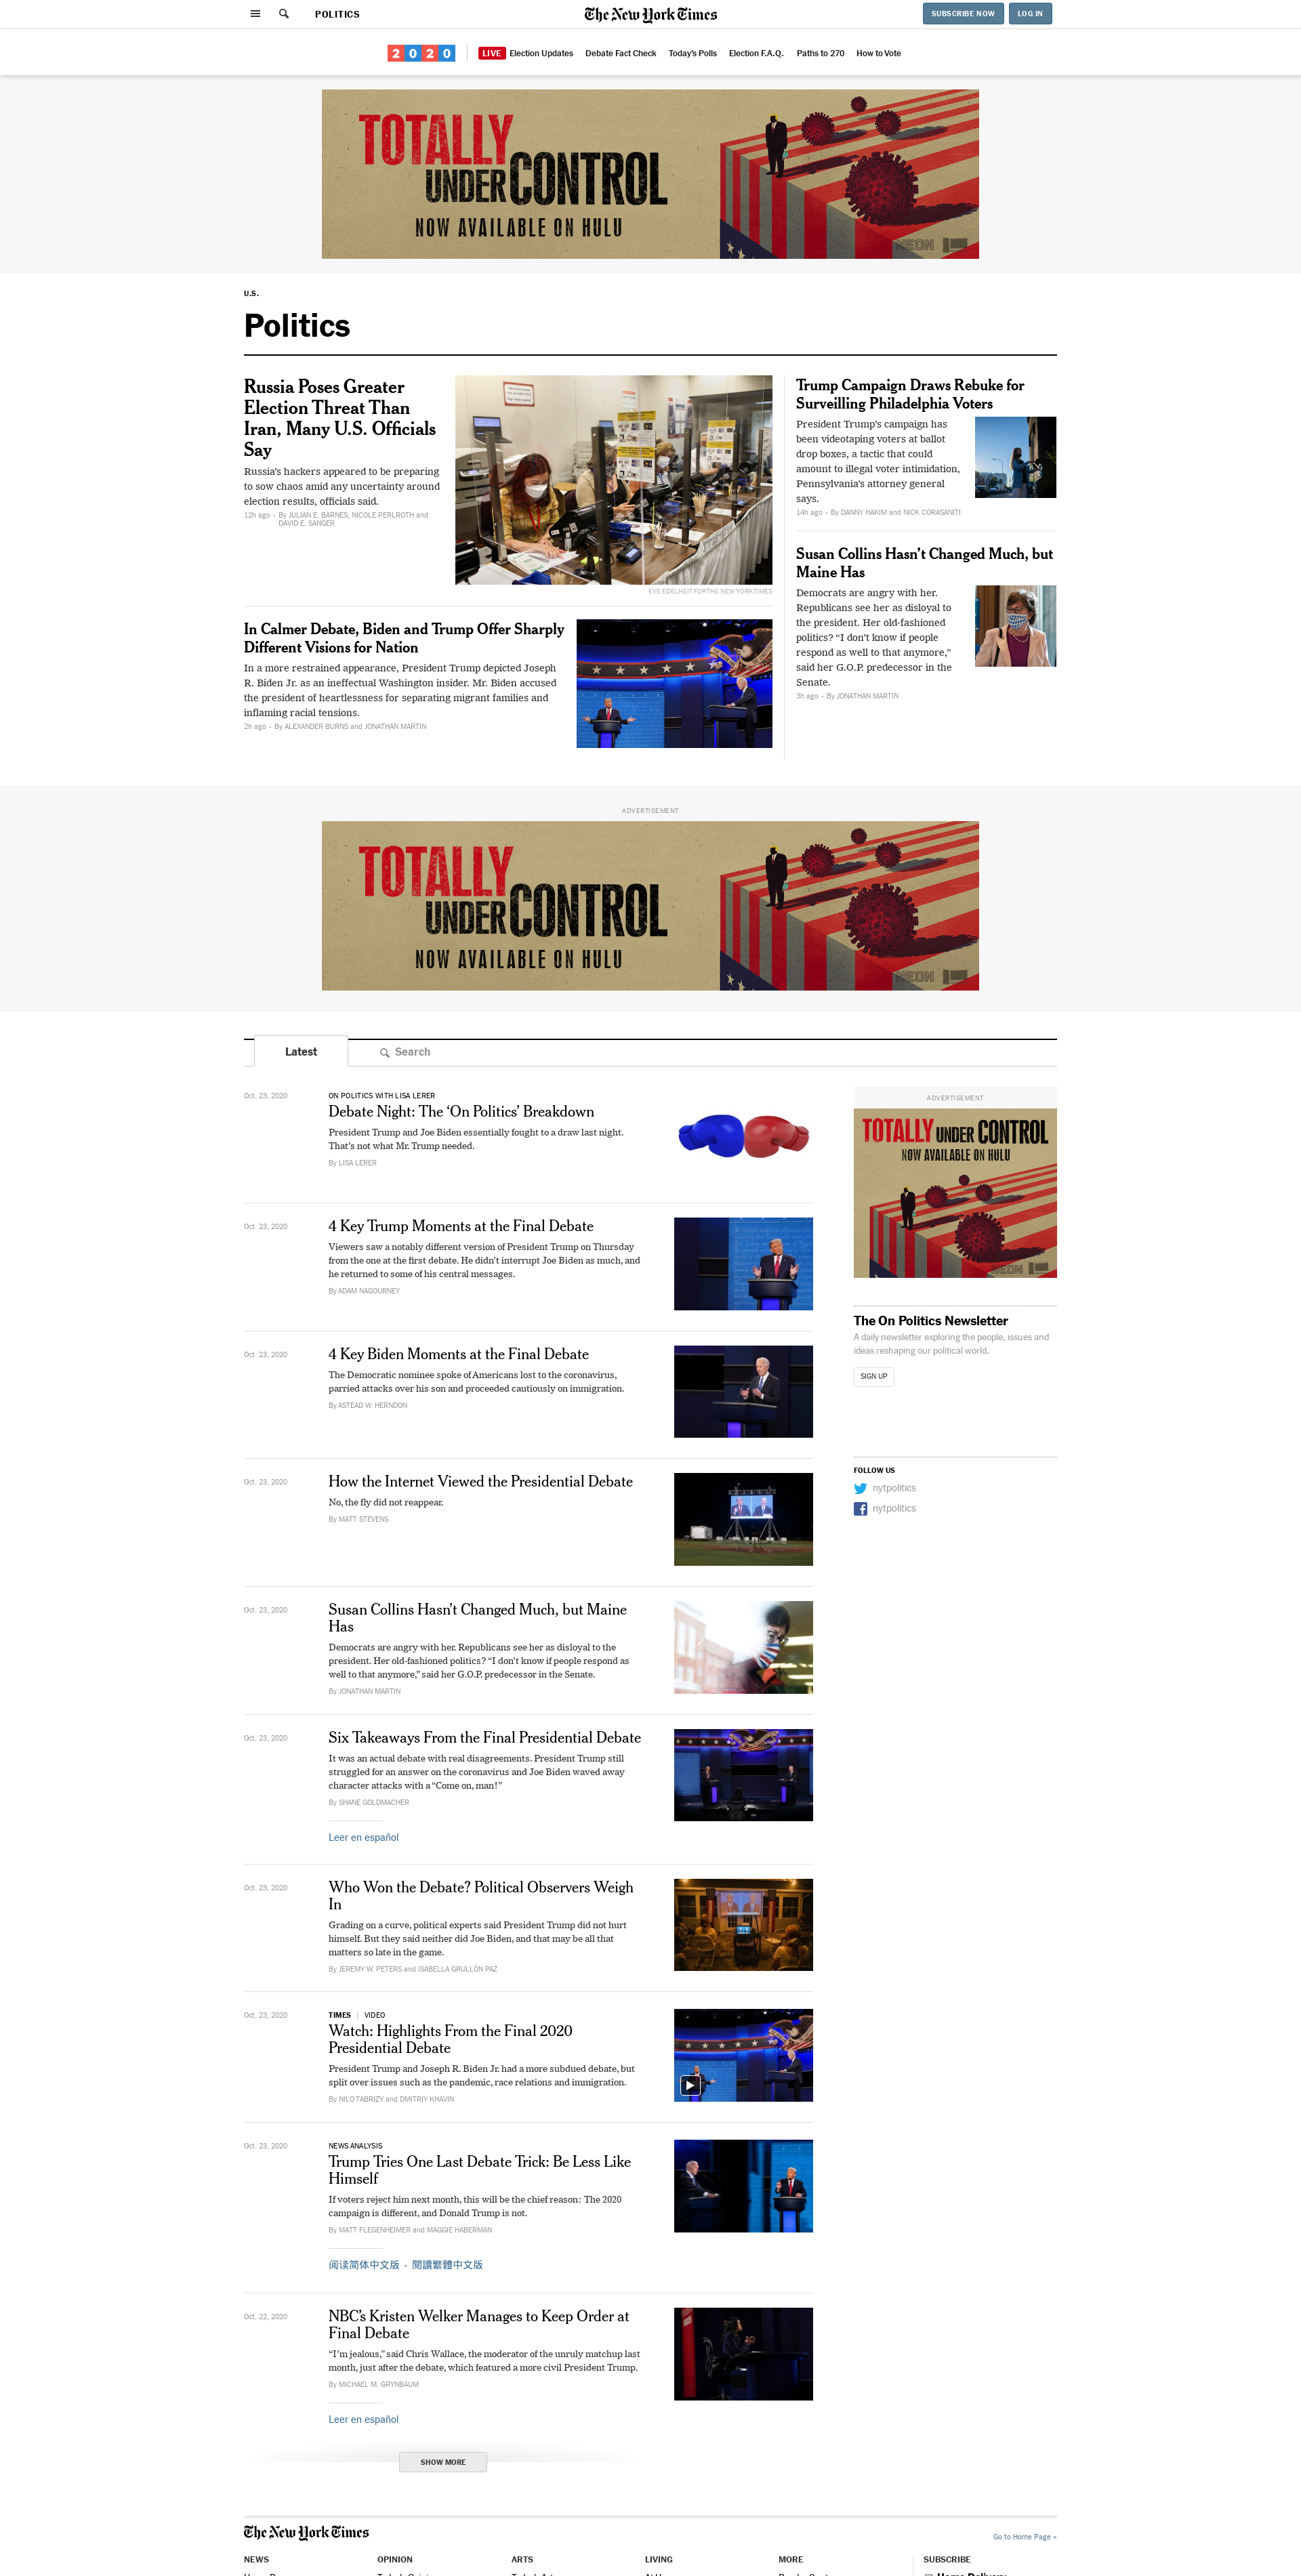 POLITICS
The New York Times
SUBSCRIBE NOW
LOG IN
2020
LIVE Election Updates
Debate Fact Check
Today's Polls
Election F.A.Q.
Paths to 270
How to Vote
TOTALLY
UNDER CONTROL
NOW AVAILABLE ON HULU
NEON
U.S.
Politics
Russia Poses Greater
Election Threat Than
Iran, Many U.S. Officials
Say
Russia's hackers appeared to be preparing
to sow chaos amid any uncertainty around
election results, officials said.
12h ago • By JULIAN E. BARNES, NICOLE PERLROTH and
DAVID E. SANGER
EVE EDELHEIT FOR THE NEW YORK TIMES
In Calmer Debate, Biden and Trump Offer Sharply
Different Visions for Nation
In a more restrained appearance, President Trump depicted Joseph
R. Biden Jr. as an ineffectual Washington insider. Mr. Biden accused
the president of heartlessness for separating migrant families and
inflaming racial tensions.
2h ago • By ALEXANDER BURNS and JONATHAN MARTIN
Trump Campaign Draws Rebuke for
Surveilling Philadelphia Voters
President Trump's campaign has
been videotaping voters at ballot
drop boxes, a tactic that could
amount to illegal voter intimidation,
Pennsylvania's attorney general
says.
14h ago • By DANNY HAKIM and NICK CORASANITI
Susan Collins Hasn't Changed Much, but
Maine Has
Democrats are angry with her.
Republicans see her as disloyal to
the president. Her old-fashioned
politics? “I don't know if people
respond as well to that anymore,”
said her G.O.P. predecessor in the
Senate.
3h ago • By JONATHAN MARTIN
ADVERTISEMENT
TOTALLY
UNDER CONTROL
NOW AVAILABLE ON HULU
NEON
Latest
Search
Oct. 23, 2020
ON POLITICS WITH LISA LERER
Debate Night: The ‘On Politics’ Breakdown
President Trump and Joe Biden essentially fought to a draw last night.
That's not what Mr. Trump needed.
By LISA LERER
Oct. 23, 2020
4 Key Trump Moments at the Final Debate
Viewers saw a notably different version of President Trump on Thursday
from the one at the first debate. He didn't interrupt Joe Biden as much, and
he returned to some of his central messages.
By ADAM NAGOURNEY
Oct. 23, 2020
4 Key Biden Moments at the Final Debate
The Democratic nominee spoke of Americans lost to the coronavirus,
parried attacks over his son and proceeded cautiously on immigration.
By ASTEAD W. HERNDON
Oct. 23, 2020
How the Internet Viewed the Presidential Debate
No, the fly did not reappear.
By MATT STEVENS
Oct. 23, 2020
Susan Collins Hasn't Changed Much, but Maine
Has
Democrats are angry with her. Republicans see her as disloyal to the
president. Her old-fashioned politics? “I don't know if people respond as
well to that anymore,” said her G.O.P. predecessor in the Senate.
By JONATHAN MARTIN
Oct. 23, 2020
Six Takeaways From the Final Presidential Debate
It was an actual debate with real disagreements. President Trump still
struggled for an answer on the coronavirus and Joe Biden waved away
character attacks with a “Come on, man!”
By SHANE GOLDMACHER
Leer en español
Oct. 23, 2020
Who Won the Debate? Political Observers Weigh
In
Grading on a curve, political experts said President Trump did not hurt
himself. But they said neither did Joe Biden, and that may be all that
matters so late in the game.
By JEREMY W. PETERS and ISABELLA GRULLÓN PAZ
Oct. 23, 2020
TIMES | VIDEO
Watch: Highlights From the Final 2020
Presidential Debate
President Trump and Joseph R. Biden Jr. had a more subdued debate, but
split over issues such as the pandemic, race relations and immigration.
By NILO TABRIZY and DMITRIY KHAVIN
Oct. 23, 2020
NEWS ANALYSIS
Trump Tries One Last Debate Trick: Be Less Like
Himself
If voters reject him next month, this will be the chief reason: The 2020
campaign is different, and Donald Trump is not.
By MATT FLEGENHEIMER and MAGGIE HABERMAN
阅读简体中文版 • 閱讀繁體中文版
Oct. 22, 2020
NBC's Kristen Welker Manages to Keep Order at
Final Debate
“I'm jealous,” said Chris Wallace, the moderator of the unruly matchup last
month, just after the debate, which featured a more civil President Trump.
By MICHAEL M. GRYNBAUM
Leer en español
SHOW MORE
ADVERTISEMENT
TOTALLY UNDER CONTROL
NOW AVAILABLE ON HULU
NEON
The On Politics Newsletter
A daily newsletter exploring the people, issues and
ideas reshaping our political world.
SIGN UP
FOLLOW US
nytpolitics
nytpolitics
The New York Times
Go to Home Page »
NEWS
OPINION
ARTS
LIVING
MORE
SUBSCRIBE